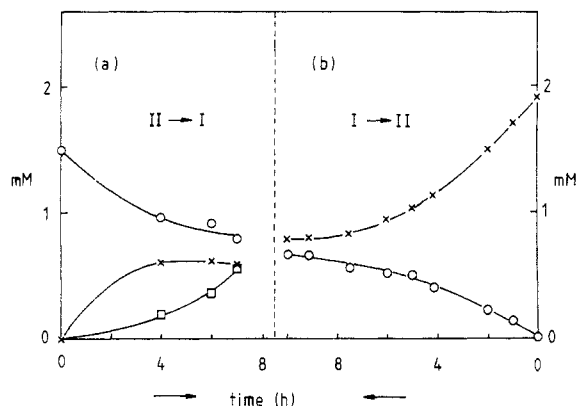 (a) (b)
2 2
II → I I → II
mM mM
1 1
0 0
0 4 8 8 4 0
→ time (h) ←